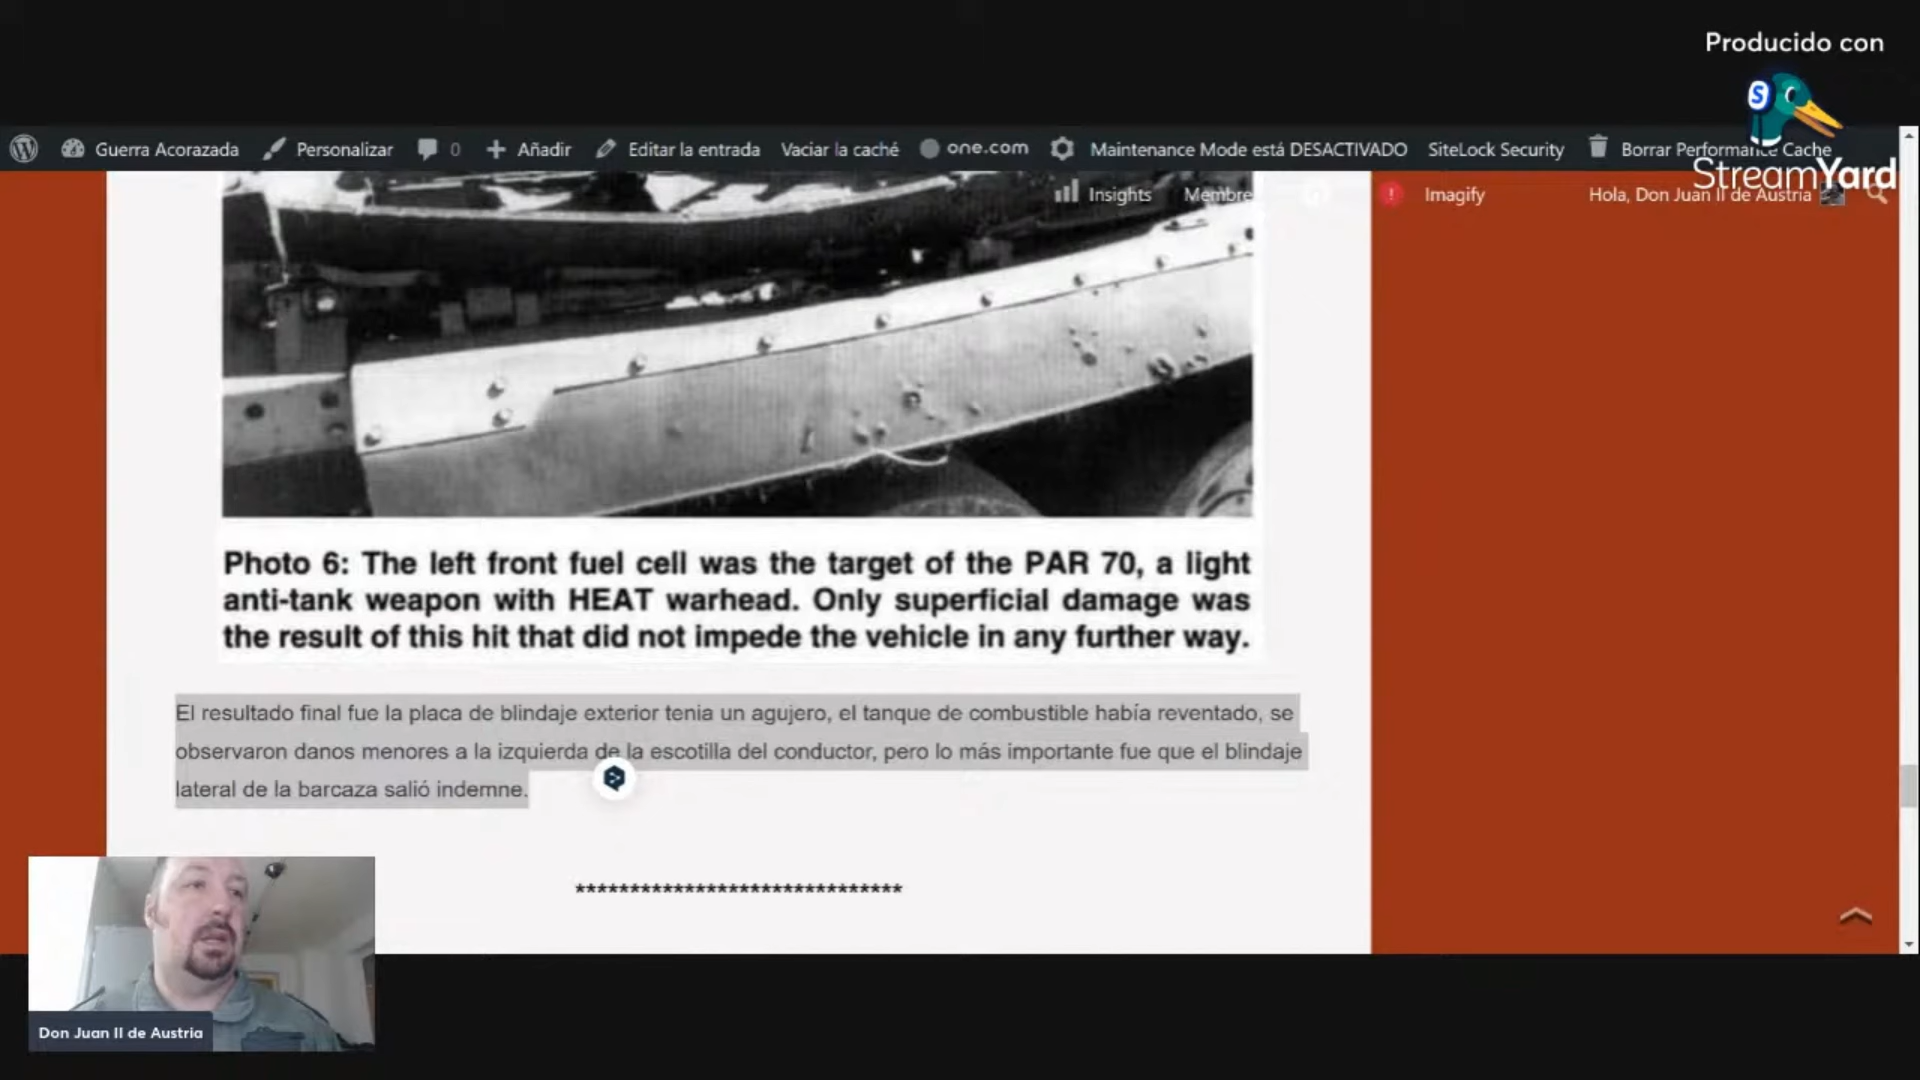 Producido con
StreamYard
Guerra Acorazada Personalizar 0 Añadir Editar la entrada Vaciar la caché one.com Maintenance Mode está DESACTIVADO SiteLock Security Borrar Performance Cache
Insights Membre Imagify Hola, Don Juan II de Austria
Photo 6: The left front fuel cell was the target of the PAR 70, a light
anti-tank weapon with HEAT warhead. Only superficial damage was
the result of this hit that did not impede the vehicle in any further way.
El resultado final fue la placa de blindaje exterior tenia un agujero, el tanque de combustible había reventado, se
observaron danos menores a la izquierda de la escotilla del conductor, pero lo más importante fue que el blindaje
lateral de la barcaza salió indemne.
******************************
Don Juan II de Austria